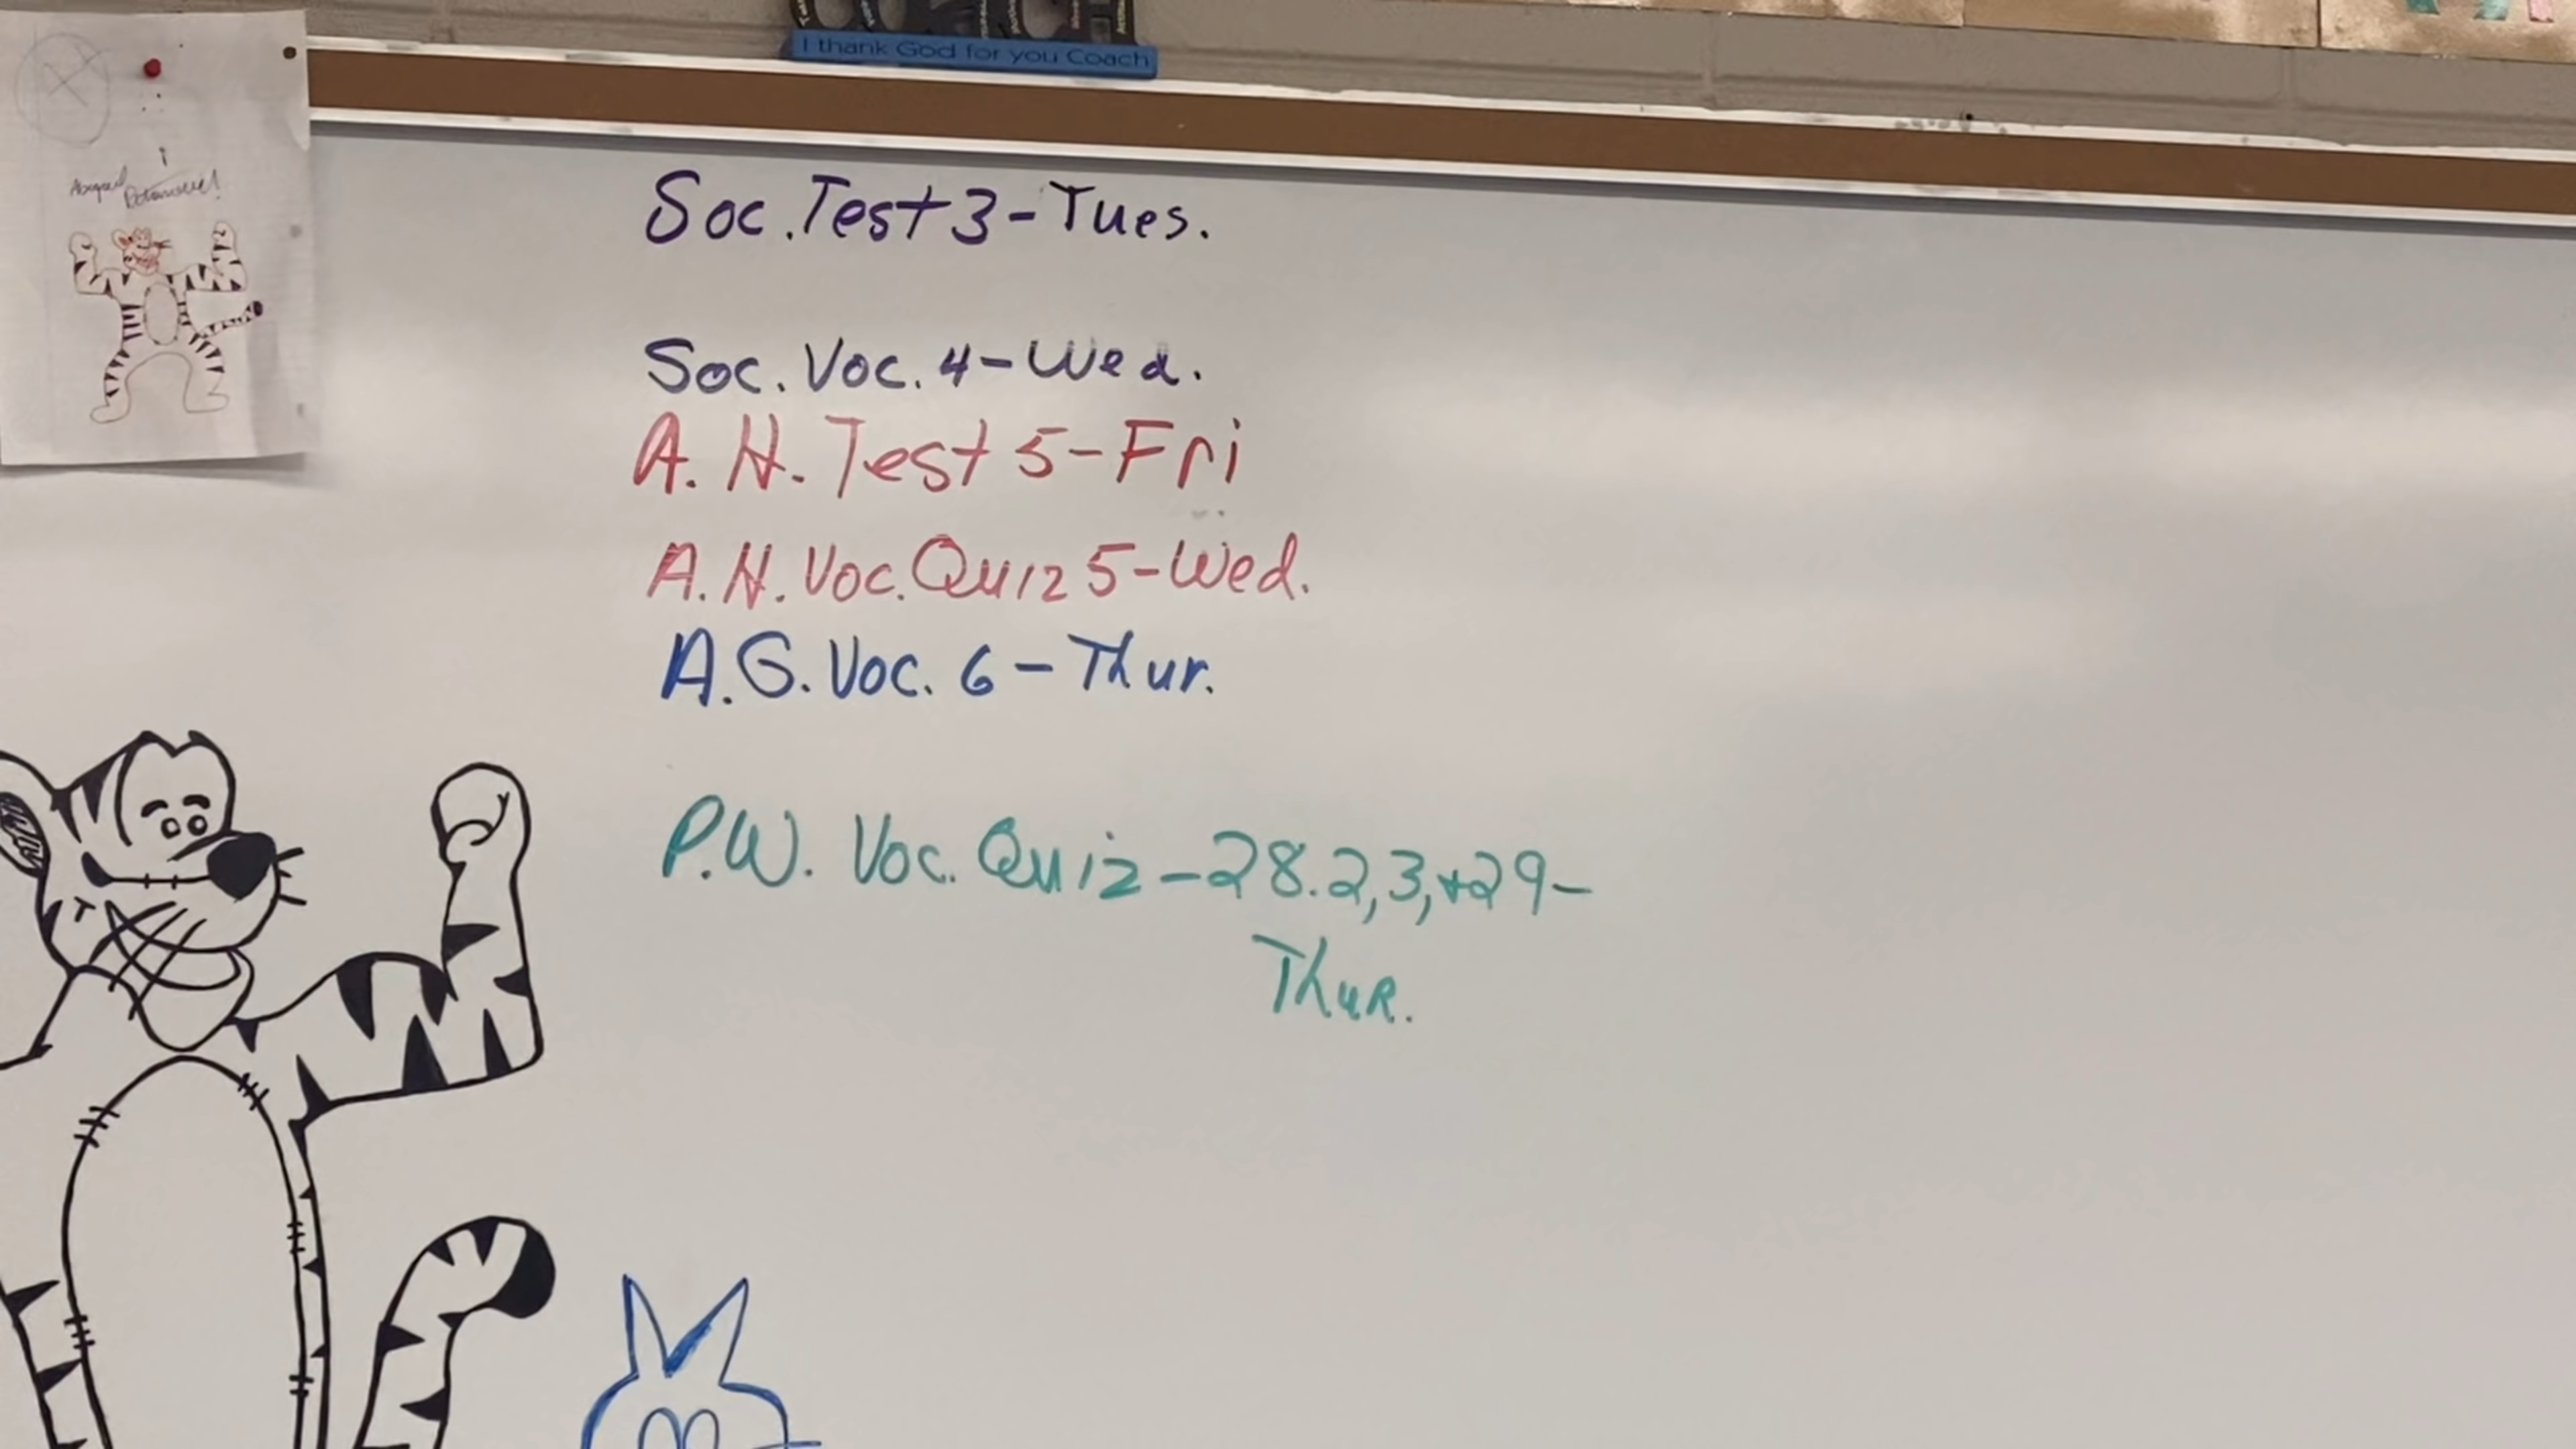 I thank God for you Coach
Soc. Test 3 - Tues.
Soc. Voc. 4 - Wed.
A. H. Test 5 - Fri
A. H. Voc. Quiz 5 - Wed.
A.G. Voc. 6 - Thur.
P.W. Voc. Quiz - 28.2, 3, + 29 -
Thur.